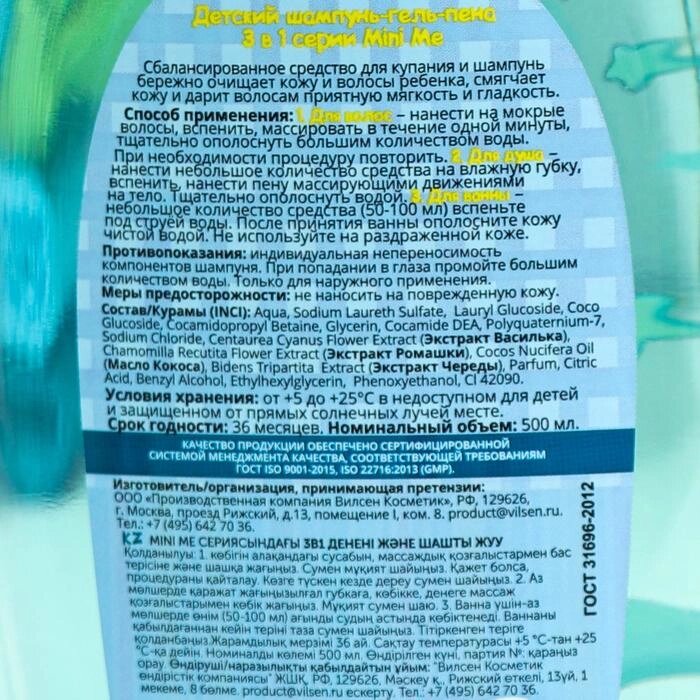 Детский шампунь-гель-пена
3 в 1 серии Mini Me
Сбалансированное средство для купания и шампунь
бережно очищает кожу и волосы ребенка, смягчает
кожу и дарит волосам приятную мягкость и гладкость.
Способ применения: 1. Для волос – нанести на мокрые
волосы, вспенить, массировать в течение одной минуты,
тщательно ополоснуть большим количеством воды.
При необходимости процедуру повторить. 2. Для душа –
нанести небольшое количество средства на влажную губку,
вспенить, нанести пену массирующими движениями
на тело. Тщательно ополоснуть водой. 3. Для ванны –
небольшое количество средства (50-100 мл) вспеньте
под струей воды. После принятия ванны ополосните кожу
чистой водой. Не используйте на раздраженной коже.
Противопоказания: индивидуальная непереносимость
компонентов шампуня. При попадании в глаза промойте большим
количеством воды. Только для наружного применения.
Меры предосторожности: не наносить на поврежденную кожу.
Состав/Курамы (INCI): Aqua, Sodium Laureth Sulfate, Lauryl Glucoside, Coco
Glucoside, Cocamidopropyl Betaine, Glycerin, Cocamide DEA, Polyquaternium-7,
Sodium Chloride, Centaurea Cyanus Flower Extract (Экстракт Василька),
Chamomilla Recutita Flower Extract (Экстракт Ромашки), Cocos Nucifera Oil
(Масло Кокоса), Bidens Tripartita Extract (Экстракт Череды), Parfum, Citric
Acid, Benzyl Alcohol, Ethylhexylglycerin, Phenoxyethanol, CI 42090.
Условия хранения: от +5 до +25°C в недоступном для детей
и защищенном от прямых солнечных лучей месте.
Срок годности: 36 месяцев. Номинальный объем: 500 мл.
КАЧЕСТВО ПРОДУКЦИИ ОБЕСПЕЧЕНО СЕРТИФИЦИРОВАННОЙ
СИСТЕМОЙ МЕНЕДЖМЕНТА КАЧЕСТВА, СООТВЕТСТВУЮЩЕЙ ТРЕБОВАНИЯМ
ГОСТ ISO 9001-2015, ISO 22716:2013 (GMP).
Изготовитель/организация, принимающая претензии:
ООО «Производственная компания Вилсен Косметик», РФ, 129626,
г. Москва, проезд Рижский, д.13, помещение I, ком. 8. product@vilsen.ru
Тел.: +7 (495) 642 70 36.
KZ MINI ME СЕРИЯСЫНДАҒЫ 3В1 ДЕНЕНІ ЖӘНЕ ШАШТЫ ЖУУ
Қолданылуы: 1. көбігін алақандағы сусабын, массаждық қозғалыстармен бас
терісіне және шашқа жағыңыз. Сумен мұқият шайыңыз. Қажет болса,
процедураны қайталау. Көзге түскен кезде дереу сумен шайыңыз. 2. Аз
мөлшерде қаражат жағыңызылған губкаға, көбікке, денеге массаж
қозғалыстарымен көбік жағыңыз. Мұқият сумен шаю. 3. Ванна үшін-аз
мөлшерде өнім (50-100 мл) ағынды судың астында көбіктенеді. Ваннаны
қабылдағаннан кейін теріні таза сумен шайыңыз. Тітіркенген теріге
қолданбаңыз.Жарамдылық мерзімі 36 ай. Сақтау температурасы +5 °C-тан +25
°C-қа дейін. Номиналды көлемі 500 мл. Өндірілген күні, партия №: қараңыз
орау. Өндіруші/наразылықты қабылдайтын ұйым: "Вилсен Косметик
өндірістік компаниясы" ЖШҚ, РФ, 129626, Мәскеу қ., Рижский өткелі, 13үй, 1
мекеме, 8 бөлме. product@vilsen.ru ескерту. Тел.: +7 (495) 642 70 36.
ГОСТ 31696-2012